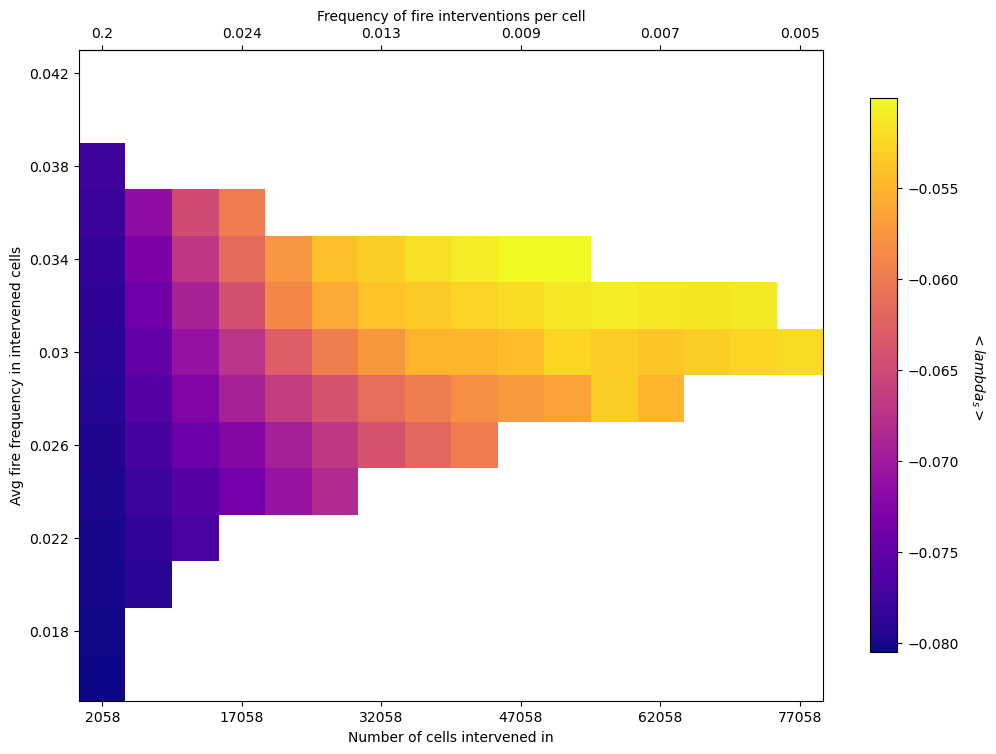 Frequency of fire interventions per cell
0.2 0.024 0.013 0.009 0.007 0.005
Avg fire frequency in intervened cells
0.042
0.038
0.034
0.03
0.026
0.022
0.018
2058 17058 32058 47058 62058 77058
Number of cells intervened in
−0.055
−0.060
−0.065
−0.070
−0.075
−0.080
< lambda_s >